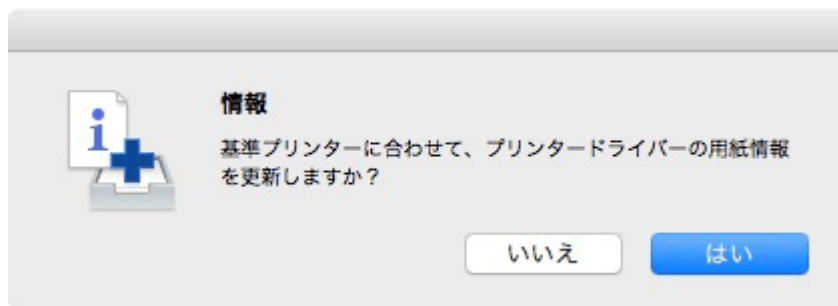 情報
基準プリンターに合わせて、プリンタードライバーの用紙情報
を更新しますか？
いいえ
はい